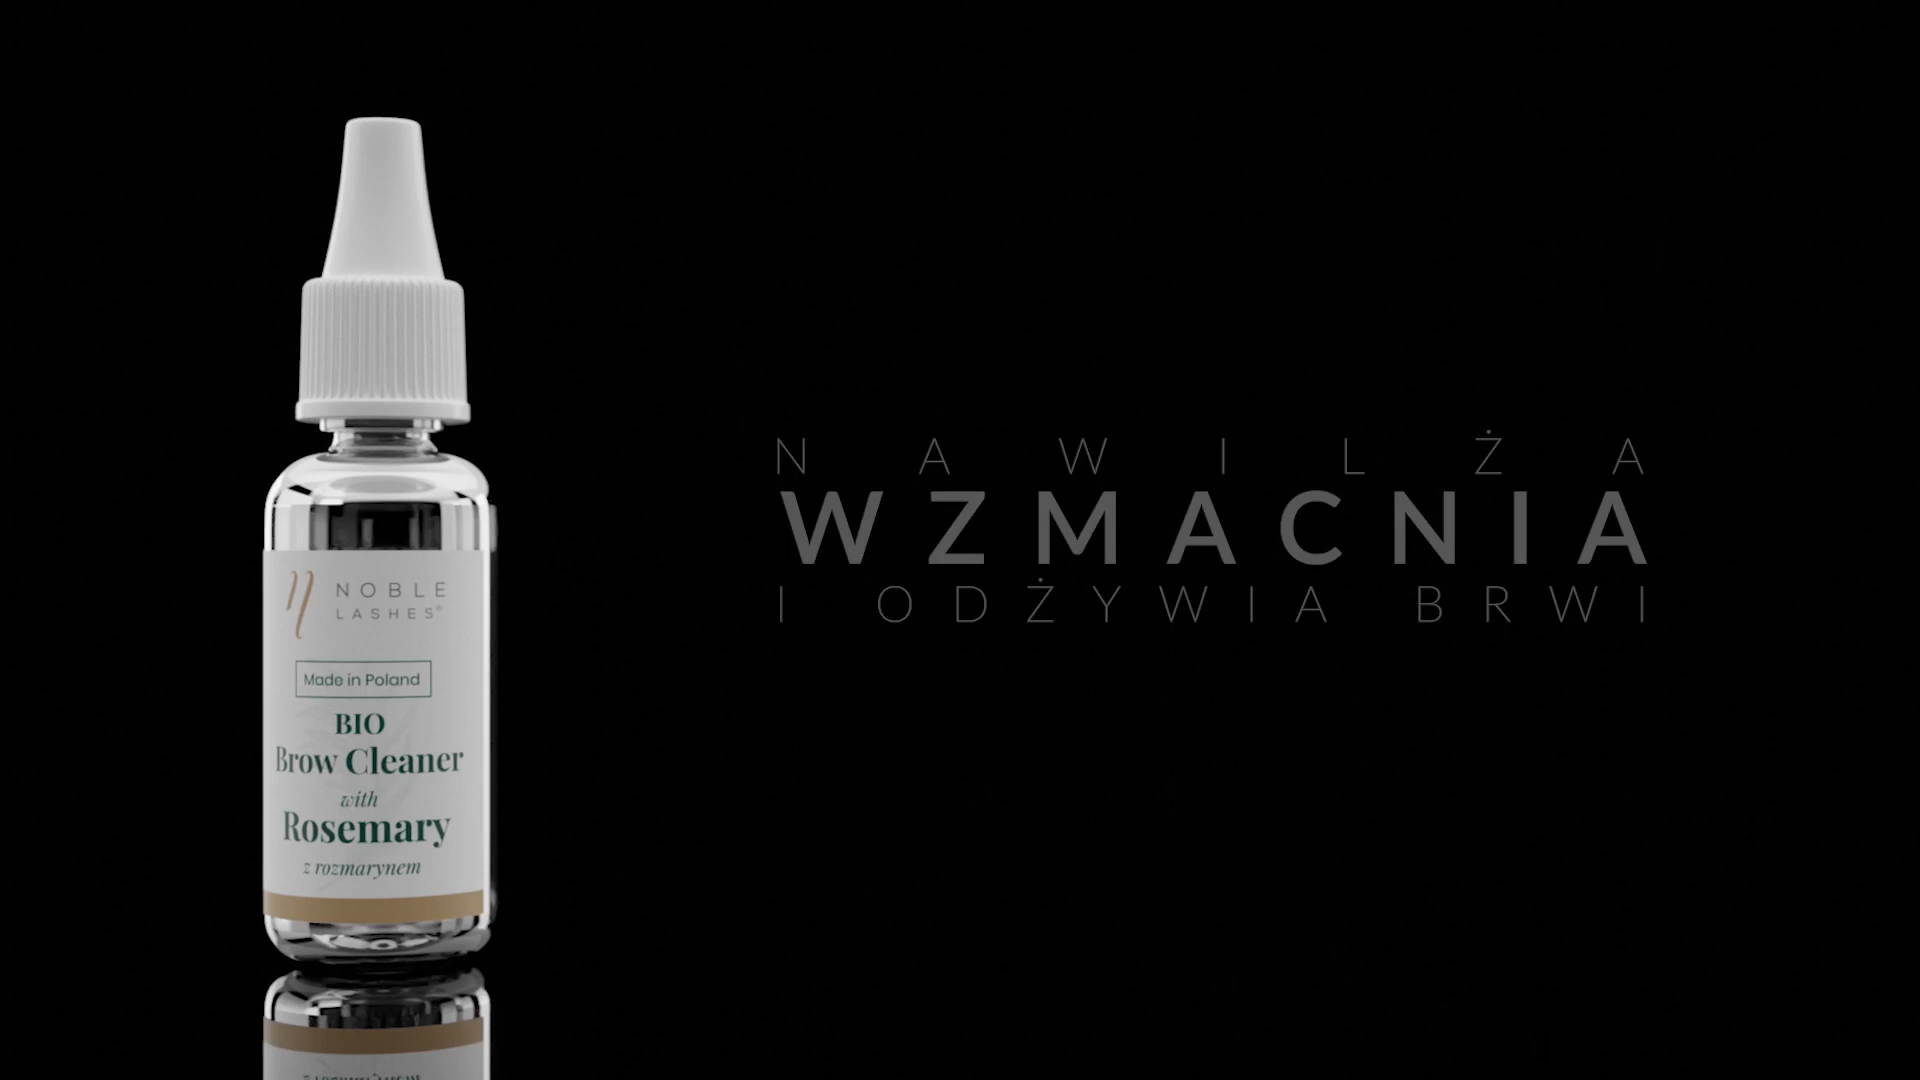 NOBLE
LASHES®
Made in Poland
BIO
Brow Cleaner
with
Rosemary
z rozmarynem
NAWILŻA
WZMACNIA
I ODŻYWIA BRWI